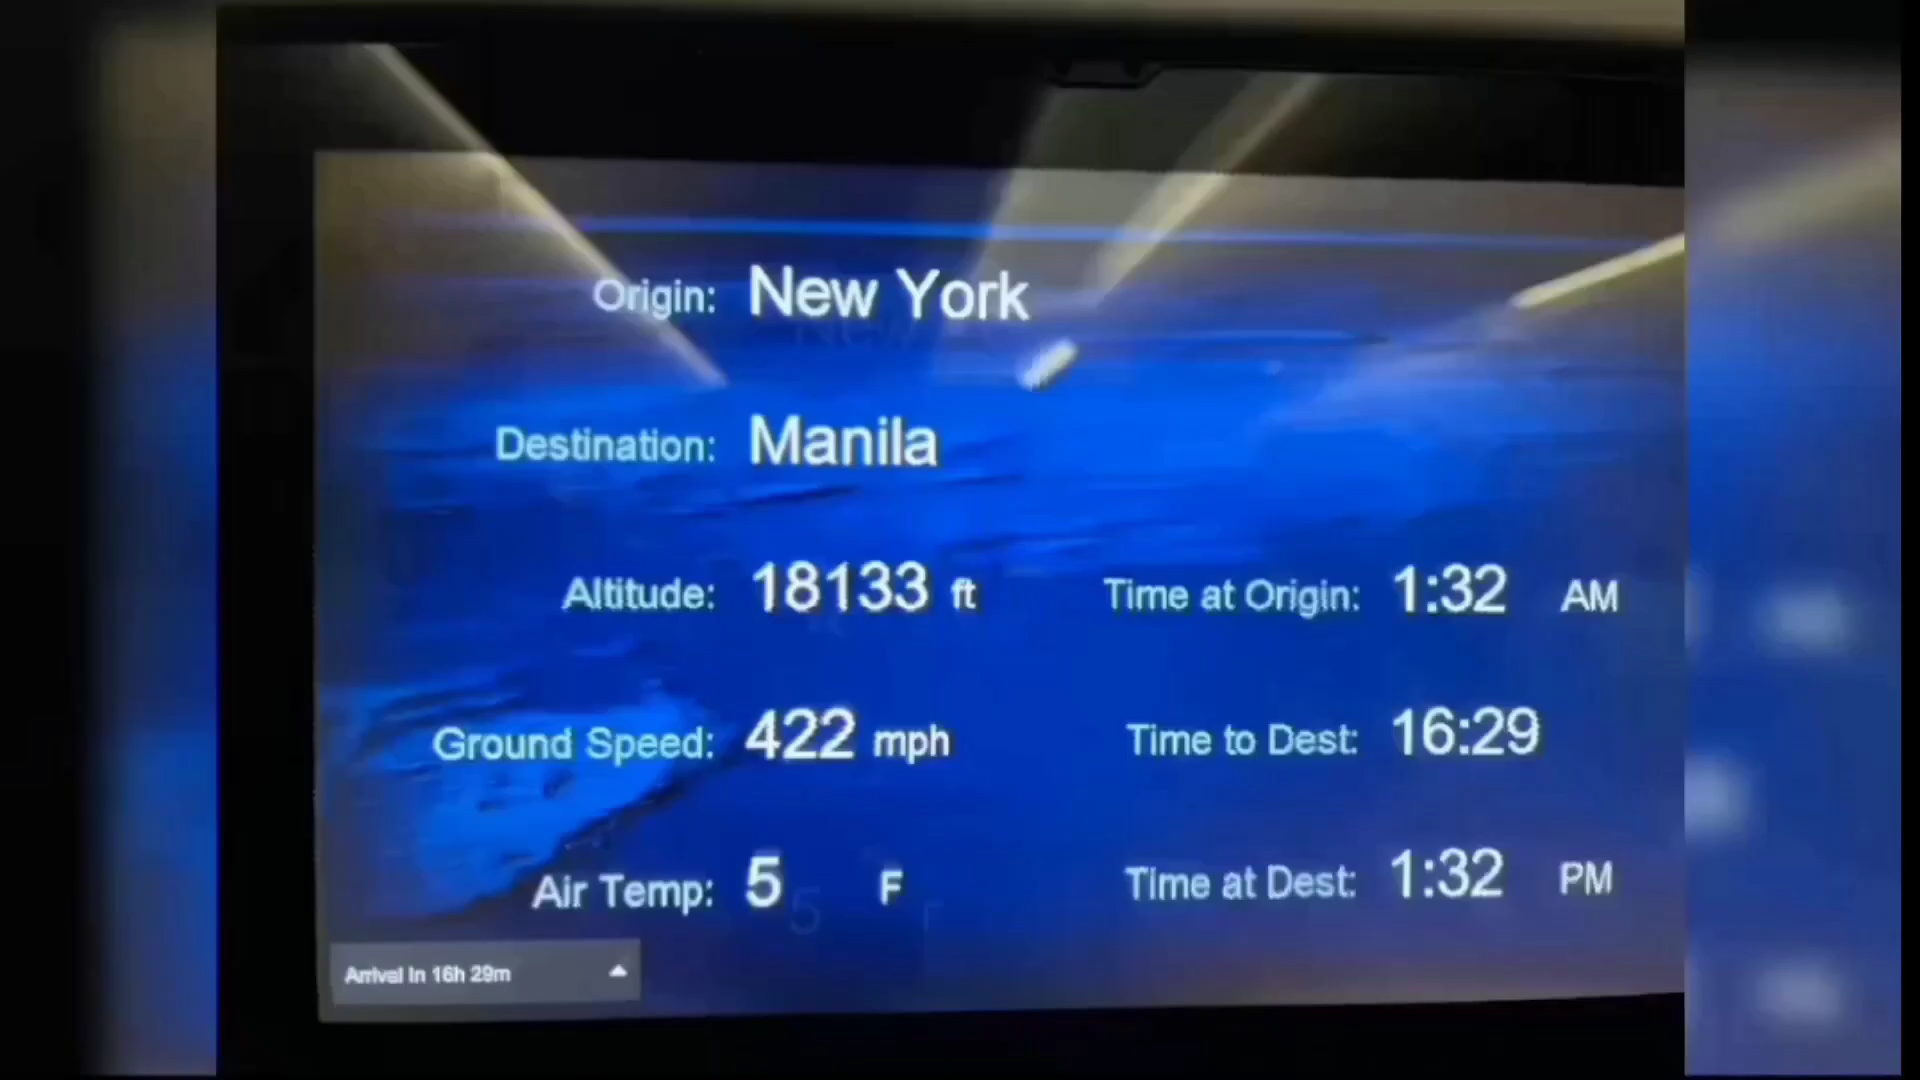 Origin: New York
Destination: Manila
Altitude: 18133 ft
Time at Origin: 1:32 AM
Ground Speed: 422 mph
Time to Dest: 16:29
Air Temp: 5 F
Time at Dest: 1:32 PM
Arrival in 16h 29m